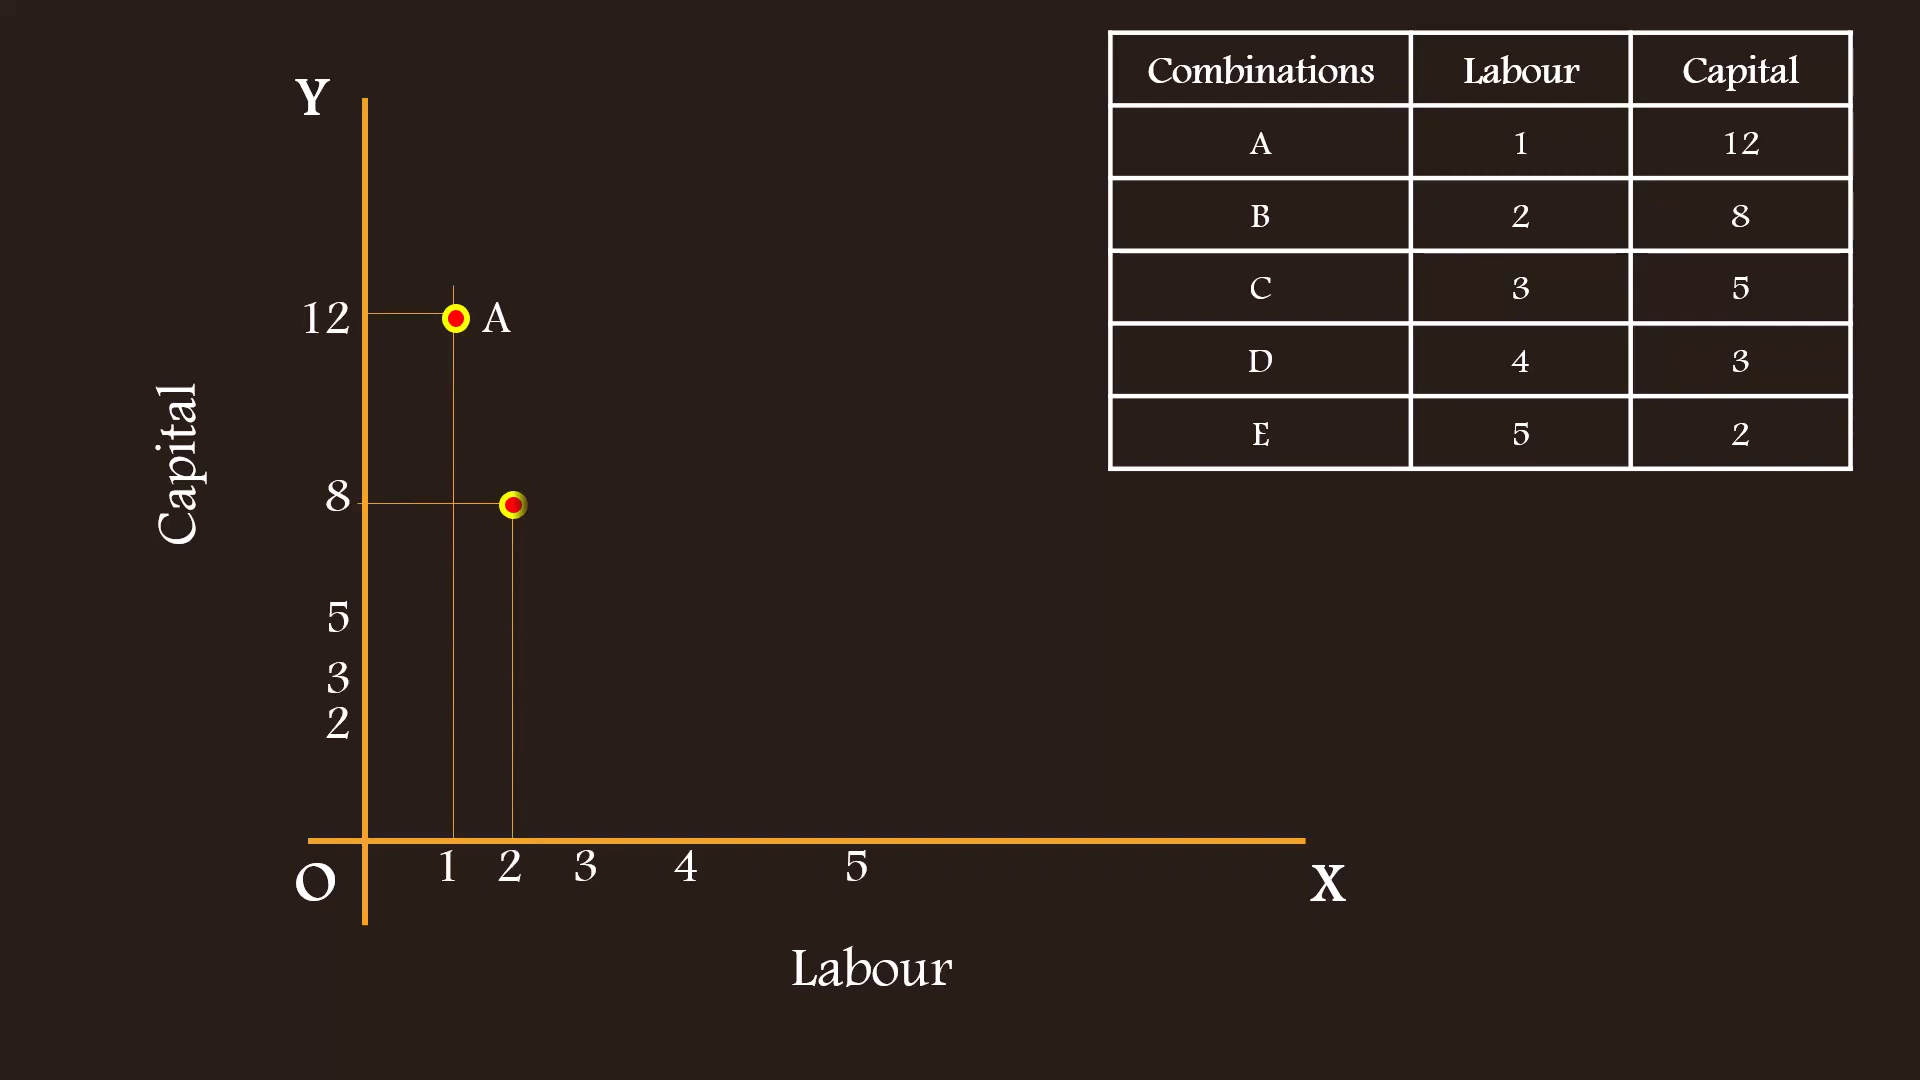 Combinations Labour Capital
A 1 12
B 2 8
C 3 5
D 4 3
E 5 2
Y
12 A
Capital
8
5
3
2
1 2 3 4 5
O X
Labour